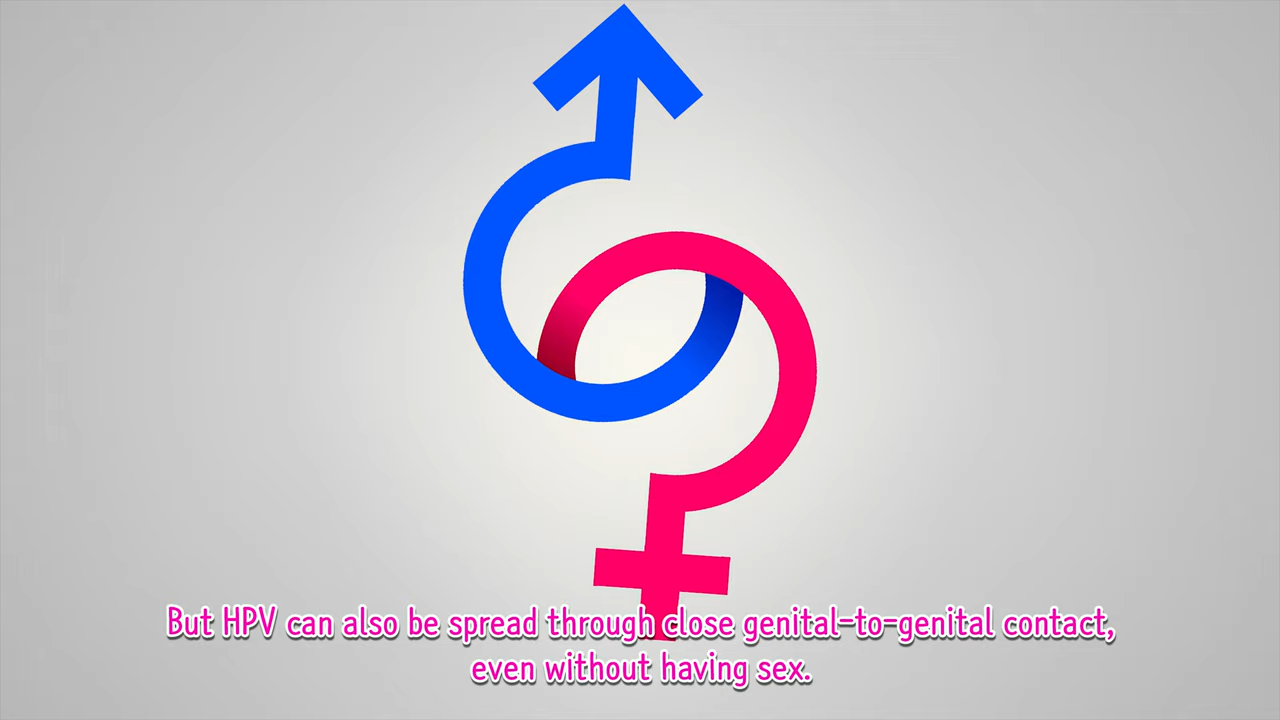 But HPV can also be spread through close genital-to-genital contact,
even without having sex.